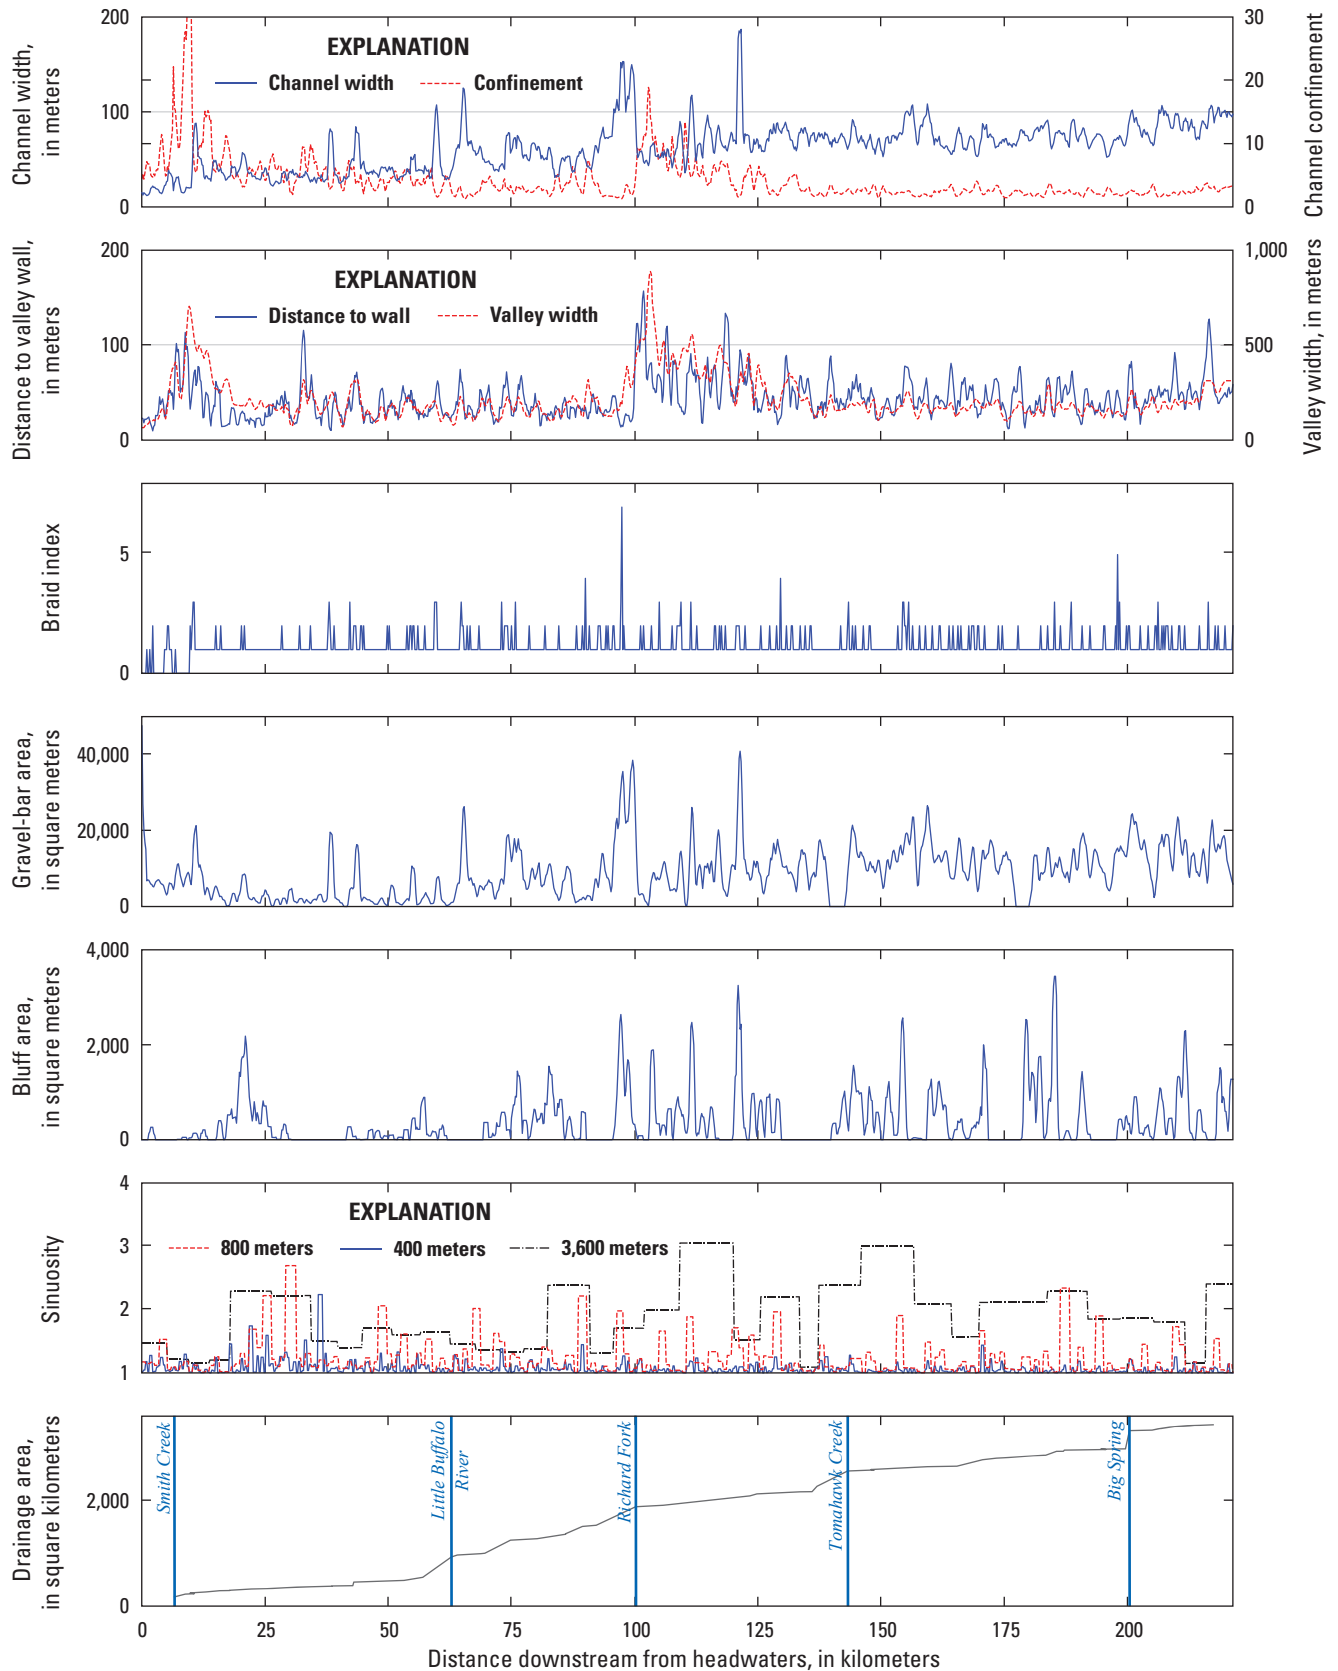 Channel width,
in meters
200
100
0
EXPLANATION
Channel width
Confinement
30
20
10
0
Channel confinement
Distance to valley wall,
in meters
200
100
0
EXPLANATION
Distance to wall
Valley width
1,000
500
0
Valley width, in meters
Braid index
5
0
Gravel-bar area,
in square meters
40,000
20,000
0
Bluff area,
in square meters
4,000
2,000
0
Sinuosity
4
3
2
1
EXPLANATION
800 meters
400 meters
3,600 meters
Drainage area,
in square kilometers
2,000
0
Smith Creek
Little Buffalo
River
Richard Fork
Tomahawk Creek
Big Spring
0 25 50 75 100 125 150 175 200
Distance downstream from headwaters, in kilometers